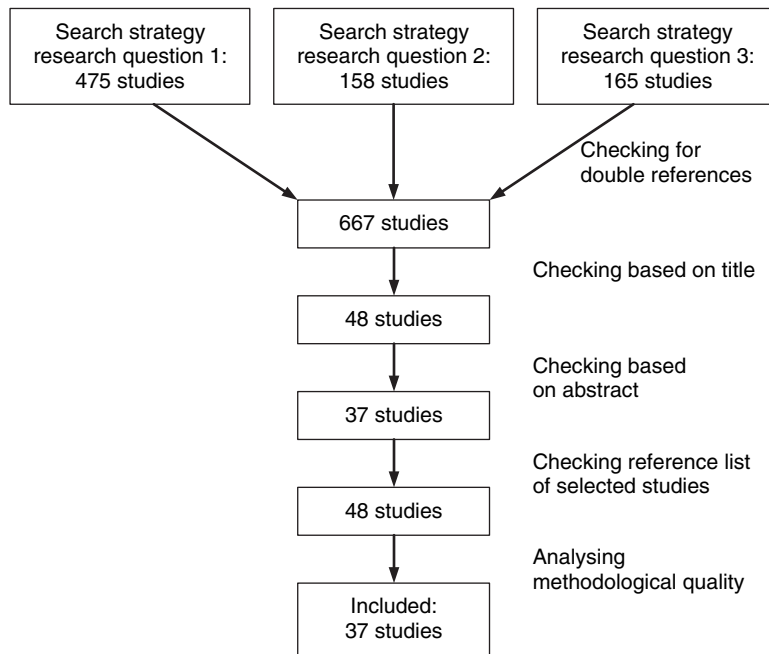 Search strategy
research question 1:
475 studies
Search strategy
research question 2:
158 studies
Search strategy
research question 3:
165 studies
Checking for
double references
667 studies
Checking based on title
48 studies
Checking based
on abstract
37 studies
Checking reference list
of selected studies
48 studies
Analysing
methodological quality
Included:
37 studies